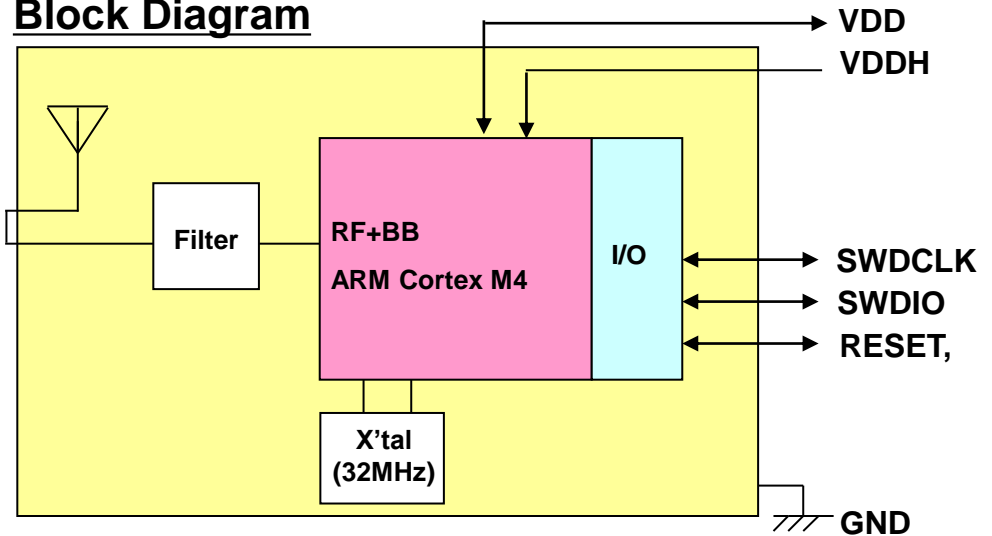 Block Diagram
VDD
VDDH
Filter
RF+BB
ARM Cortex M4
I/O
SWDCLK
SWDIO
RESET,
X'tal
(32MHz)
GND